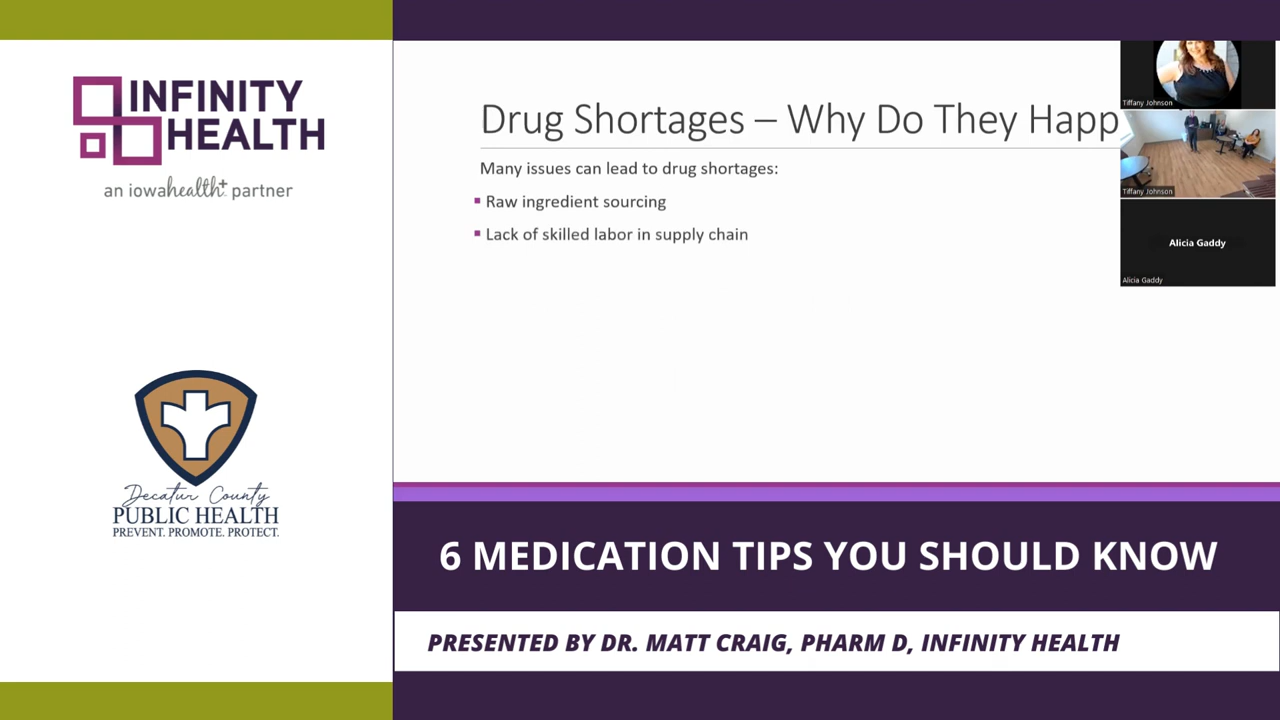 INFINITY
HEALTH
an iowahealth+ partner
Decatur County
PUBLIC HEALTH
PREVENT. PROMOTE. PROTECT.
Drug Shortages – Why Do They Happ
Many issues can lead to drug shortages:
▪ Raw ingredient sourcing
▪ Lack of skilled labor in supply chain
Tiffany Johnson
Tiffany Johnson
Alicia Gaddy
Alicia Gaddy
6 MEDICATION TIPS YOU SHOULD KNOW
PRESENTED BY DR. MATT CRAIG, PHARM D, INFINITY HEALTH